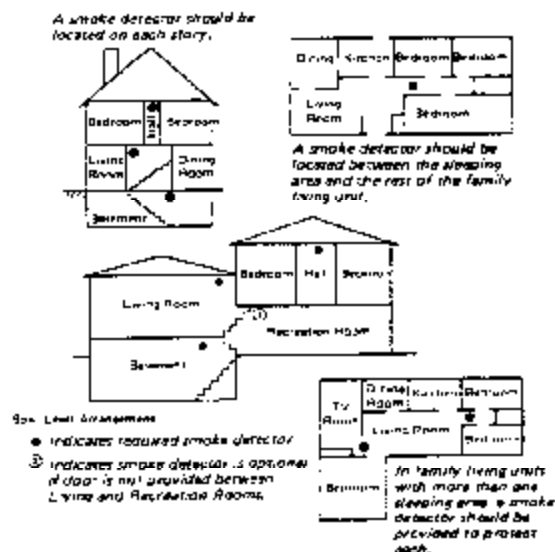 A smoke detector should be
located on each story.
Bedroom
Hall
Bedroom
Living
Room
Dining
Room
Basement
Dining
Kitchen
Bedroom
Bedroom
Living
Room
Bedroom
A smoke detector should be
located between the sleeping
area and the rest of the family
living unit.
Bedroom
Hall
Bedroom
Living Room
Recreation Room
Basement
Level Arrangement
indicates required smoke detector
indicates smoke detector is optional
if door is not provided between
Living and Recreation Rooms.
TV
Room
Dining
Room
Kitchen
Bedroom
Living Room
Bedroom
Bedroom
In family living units
with more than one
sleeping area a smoke
detector should be
provided to protect
each.